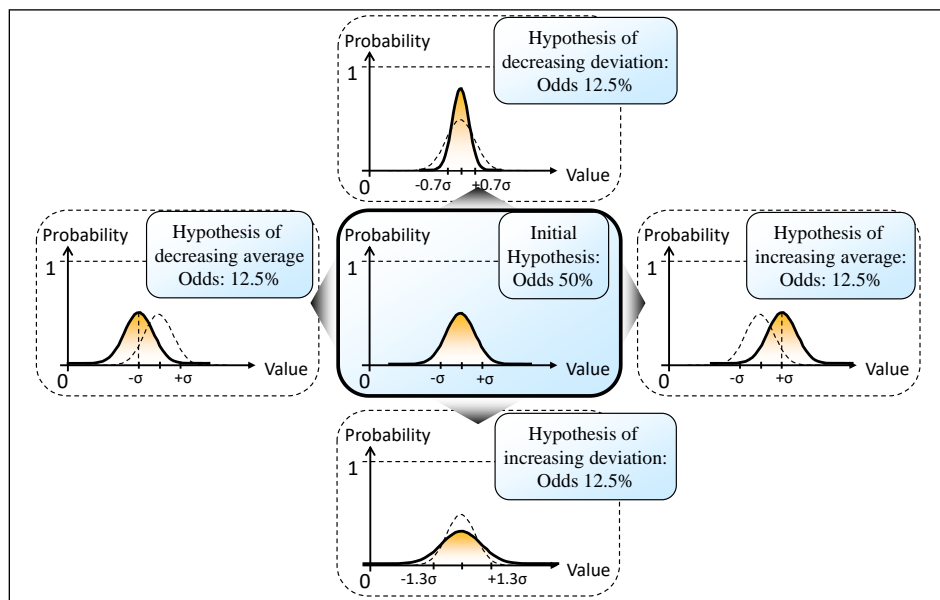 Probability
1
0
-0.7σ
+0.7σ
Value
Hypothesis of
decreasing deviation:
Odds 12.5%
Probability
1
0
-σ
+σ
Value
Hypothesis of
decreasing average
Odds: 12.5%
Probability
1
0
-σ
+σ
Value
Initial
Hypothesis:
Odds 50%
Probability
1
0
-σ
+σ
Value
Hypothesis of
increasing average:
Odds: 12.5%
Probability
1
0
-1.3σ
+1.3σ
Value
Hypothesis of
increasing deviation:
Odds 12.5%